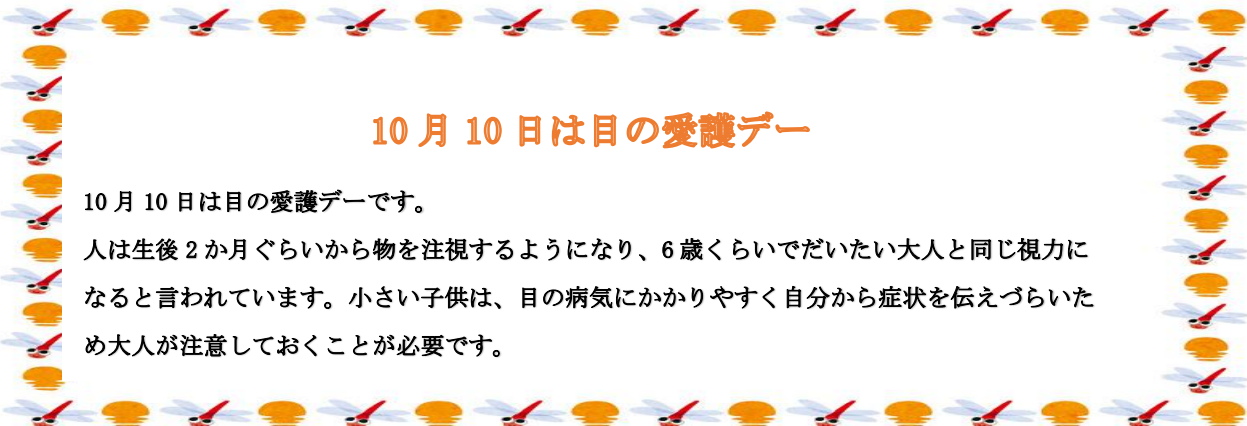 10月10日は目の愛護デー
10月10日は目の愛護デーです。
人は生後2か月ぐらいから物を注視するようになり、6歳くらいでだいたい大人と同じ視力に
なると言われています。小さい子供は、目の病気にかかりやすく自分から症状を伝えづらいた
め大人が注意しておくことが必要です。